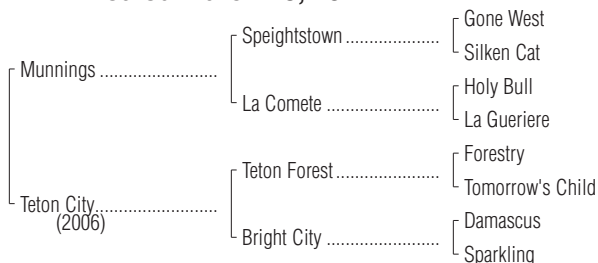 Gone West
Speightstown
Silken Cat
Munnings
Holy Bull
La Comete
La Gueriere
Forestry
Teton Forest
Tomorrow's Child
Teton City
(2006)
Damascus
Bright City
Sparkling